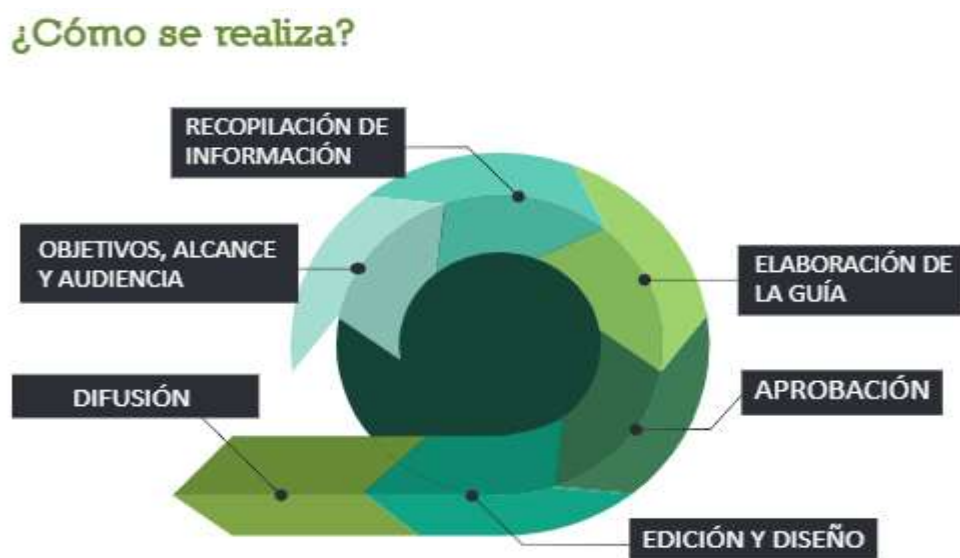 ¿Cómo se realiza?
RECOPILACIÓN DE
INFORMACIÓN
OBJETIVOS, ALCANCE
Y AUDIENCIA
ELABORACIÓN DE
LA GUÍA
DIFUSIÓN
APROBACIÓN
EDICIÓN Y DISEÑO